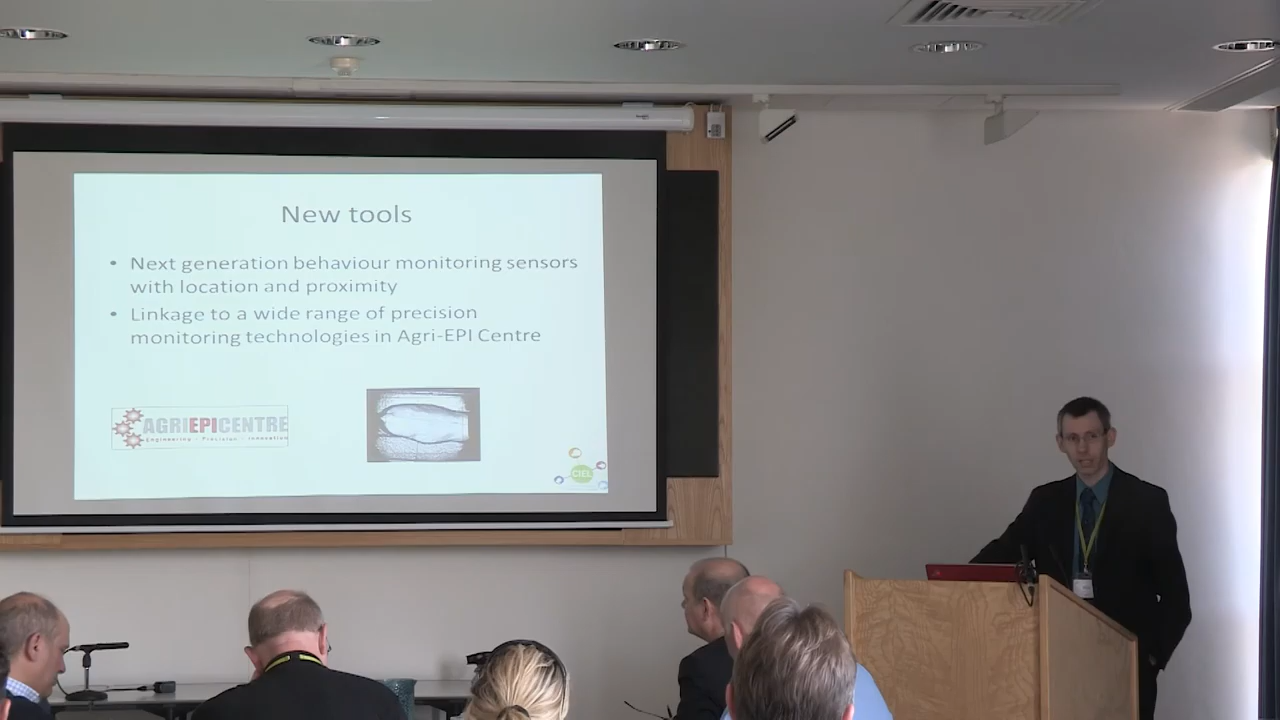 New tools
• Next generation behaviour monitoring sensors
with location and proximity
• Linkage to a wide range of precision
monitoring technologies in Agri-EPI Centre
AGRIEPICENTRE
Engineering - Precision - Innovation
CIEL